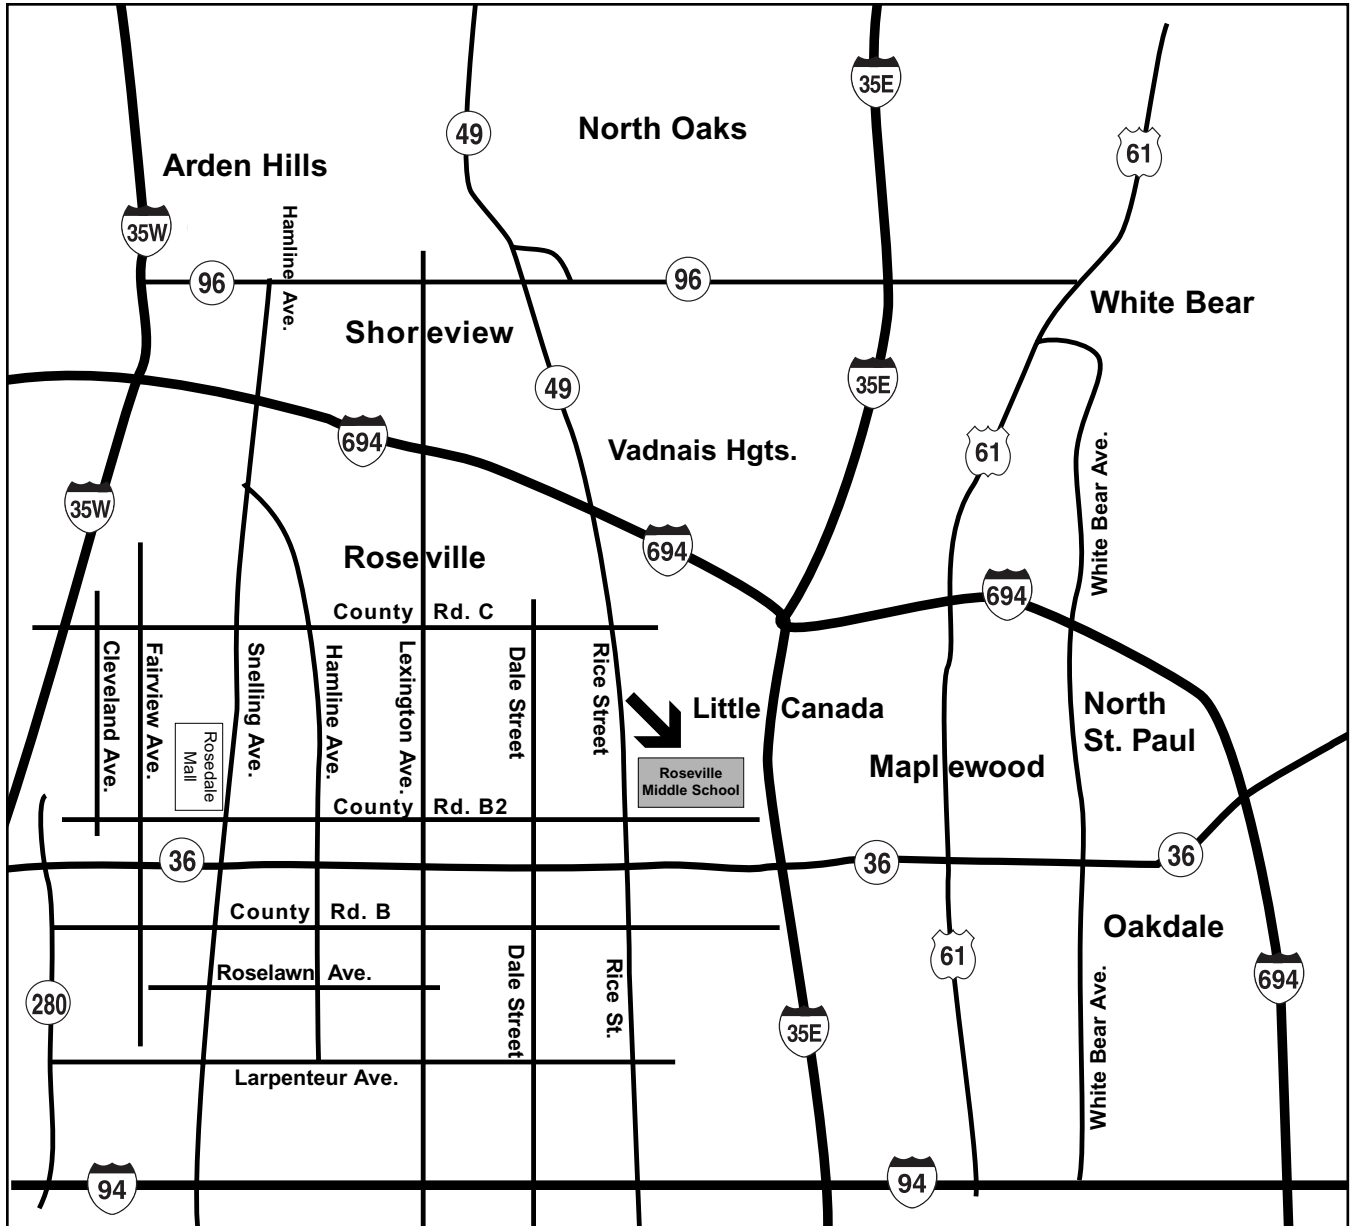 35E
49
North Oaks
61
Arden Hills
35W
Hamline Ave.
96
96
White Bear
Shoreview
49
35E
694
Vadnais Hgts.
61
White Bear Ave.
35W
Roseville
694
694
County Rd. C
Cleveland Ave.
Fairview Ave.
Snelling Ave.
Hamline Ave.
Lexington Ave.
Dale Street
Rice Street
Little Canada
North
St. Paul
Rosedale
Mall
Roseville
Middle School
Maplewood
County Rd. B2
36
36
36
County Rd. B
Oakdale
Roselawn Ave.
Dale Street
Rice St.
61
White Bear Ave.
694
280
35E
Larpenteur Ave.
94
94